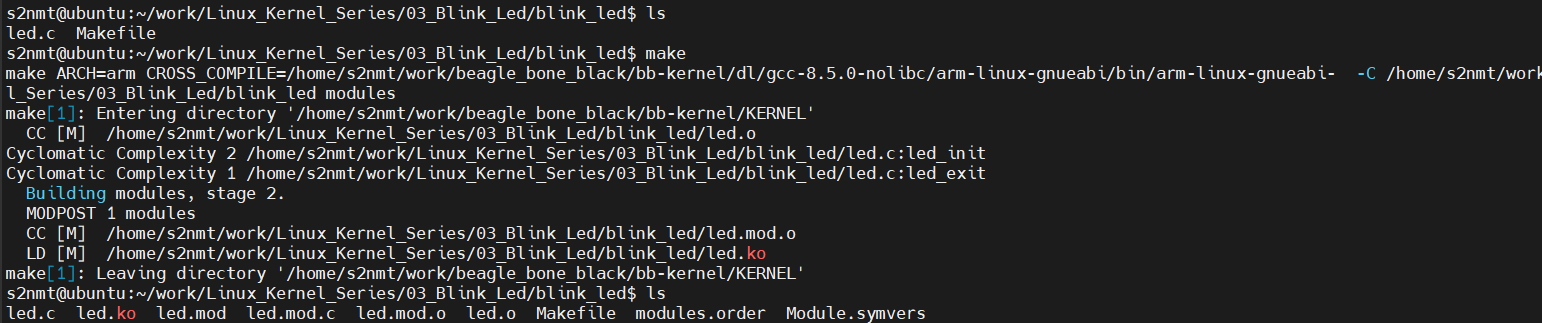 s2nmt@ubuntu:~/work/Linux_Kernel_Series/03_Blink_Led/blink_led$ ls
led.c  Makefile
s2nmt@ubuntu:~/work/Linux_Kernel_Series/03_Blink_Led/blink_led$ make
make ARCH=arm CROSS_COMPILE=/home/s2nmt/work/beagle_bone_black/bb-kernel/dl/gcc-8.5.0-nolibc/arm-linux-gnueabi/bin/arm-linux-gnueabi-  -C /home/s2nmt/work
l_Series/03_Blink_Led/blink_led modules
make[1]: Entering directory '/home/s2nmt/work/beagle_bone_black/bb-kernel/KERNEL'
  CC [M]  /home/s2nmt/work/Linux_Kernel_Series/03_Blink_Led/blink_led/led.o
Cyclomatic Complexity 2 /home/s2nmt/work/Linux_Kernel_Series/03_Blink_Led/blink_led/led.c:led_init
Cyclomatic Complexity 1 /home/s2nmt/work/Linux_Kernel_Series/03_Blink_Led/blink_led/led.c:led_exit
  Building modules, stage 2.
  MODPOST 1 modules
  CC [M]  /home/s2nmt/work/Linux_Kernel_Series/03_Blink_Led/blink_led/led.mod.o
  LD [M]  /home/s2nmt/work/Linux_Kernel_Series/03_Blink_Led/blink_led/led.ko
make[1]: Leaving directory '/home/s2nmt/work/beagle_bone_black/bb-kernel/KERNEL'
s2nmt@ubuntu:~/work/Linux_Kernel_Series/03_Blink_Led/blink_led$ ls
led.c  led.ko  led.mod  led.mod.c  led.mod.o  led.o  Makefile  modules.order  Module.symvers